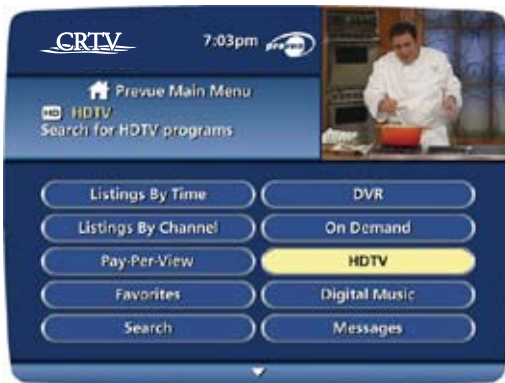 CRTV 7:03pm prevue
Prevue Main Menu
HD HDTV
Search for HDTV programs
Listings By Time DVR
Listings By Channel On Demand
Pay-Per-View HDTV
Favorites Digital Music
Search Messages